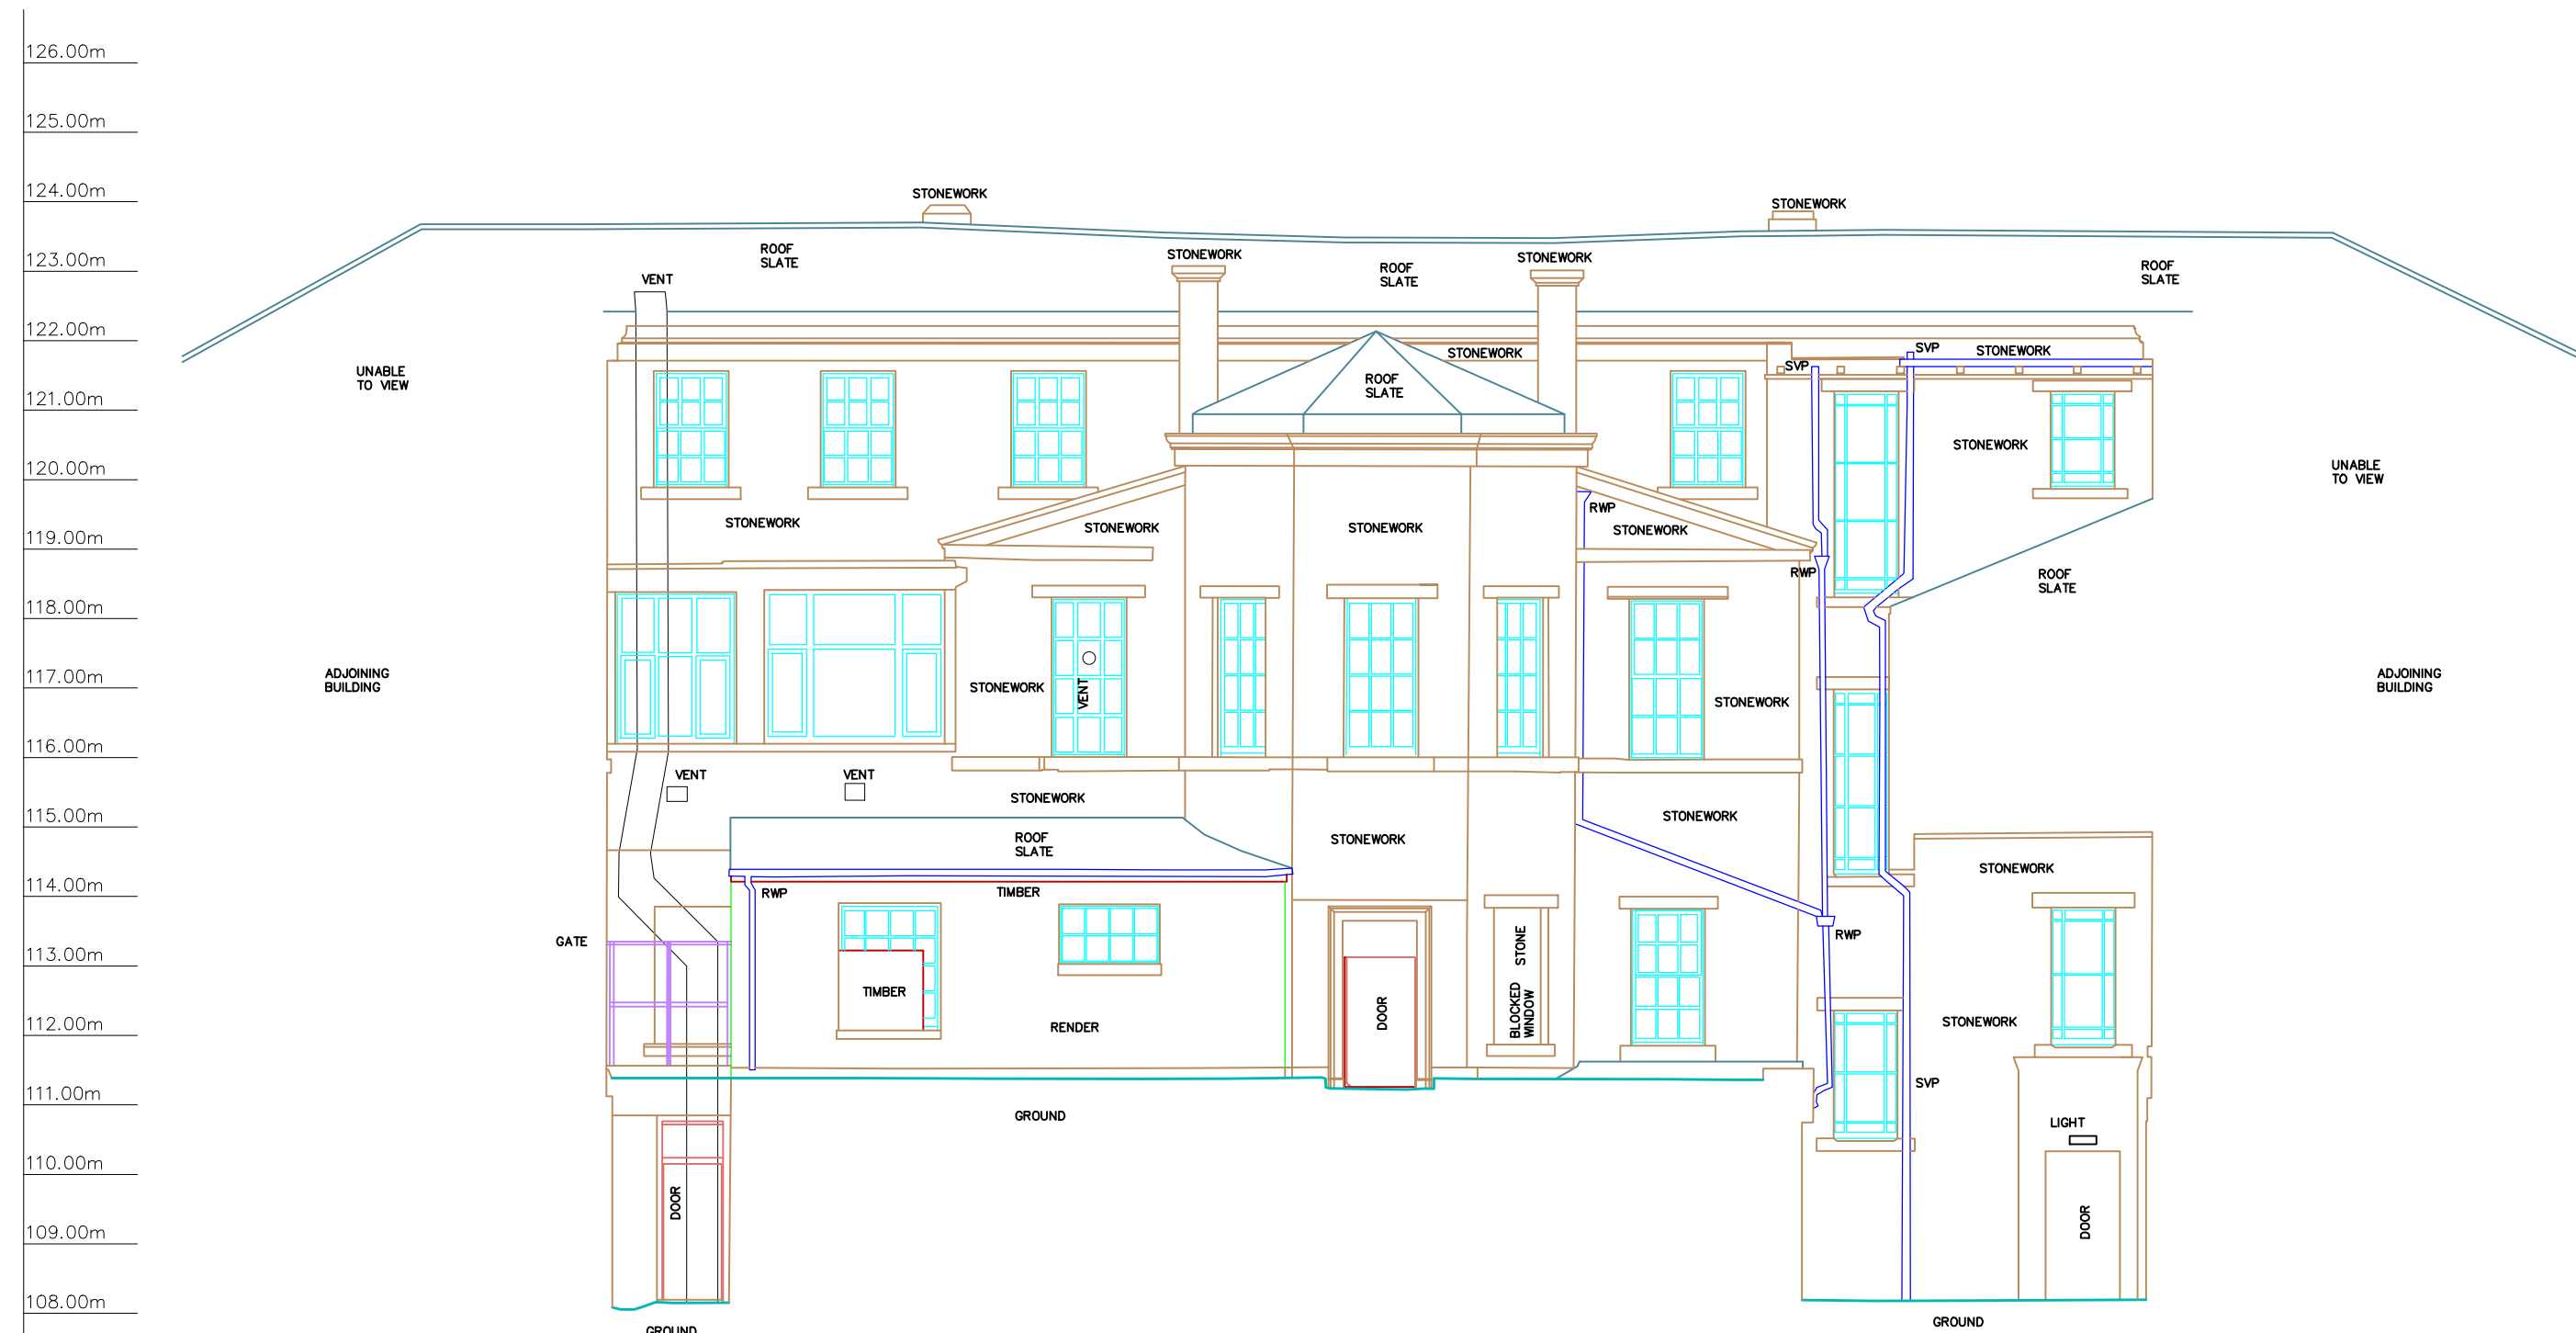 126.00m
125.00m
124.00m
123.00m
122.00m
121.00m
120.00m
119.00m
118.00m
117.00m
116.00m
115.00m
114.00m
113.00m
112.00m
111.00m
110.00m
109.00m
108.00m
STONEWORK
STONEWORK
ROOF
SLATE
STONEWORK
STONEWORK
ROOF
SLATE
ROOF
SLATE
VENT
UNABLE
TO VIEW
STONEWORK
SVP
STONEWORK
SVP
ROOF
SLATE
STONEWORK
UNABLE
TO VIEW
STONEWORK
STONEWORK
STONEWORK
RWP
STONEWORK
RWP
ROOF
SLATE
ADJOINING
BUILDING
STONEWORK
VENT
STONEWORK
ADJOINING
BUILDING
VENT
VENT
STONEWORK
STONEWORK
ROOF
SLATE
STONEWORK
STONEWORK
RWP
TIMBER
GATE
RWP
TIMBER
RENDER
DOOR
BLOCKED
WINDOW
STONE
STONEWORK
SVP
GROUND
LIGHT
DOOR
DOOR
GROUND
GROUND